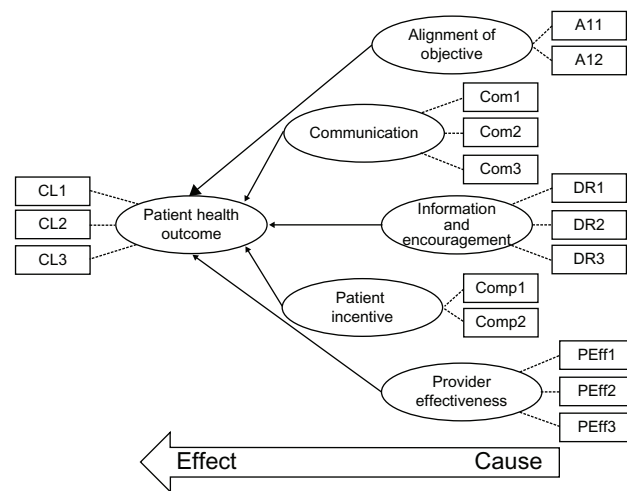 Alignment of
objective
A11
A12
Communication
Com1
Com2
Com3
CL1
CL2
CL3
Patient health
outcome
Information
and
encouragement
DR1
DR2
DR3
Patient
incentive
Comp1
Comp2
Provider
effectiveness
PEff1
PEff2
PEff3
Effect Cause